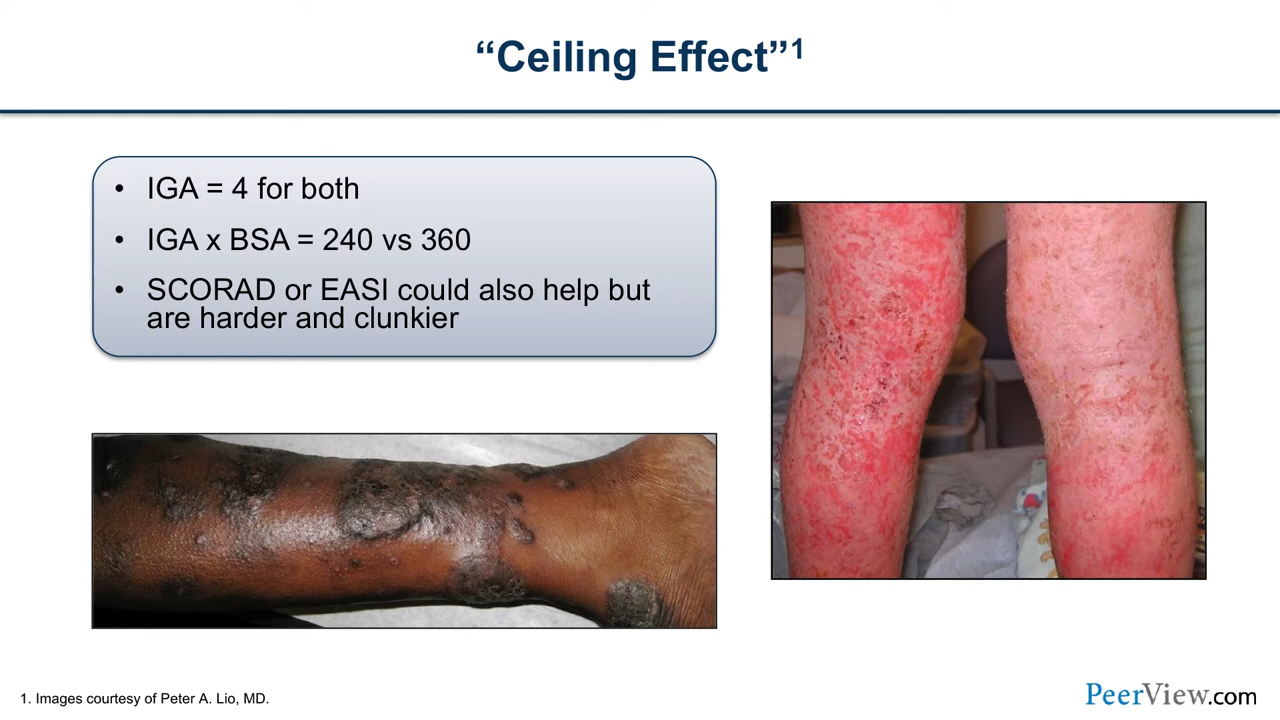 “Ceiling Effect”1
• IGA = 4 for both
• IGA x BSA = 240 vs 360
• SCORAD or EASI could also help but
are harder and clunkier
1. Images courtesy of Peter A. Lio, MD.
PeerView.com